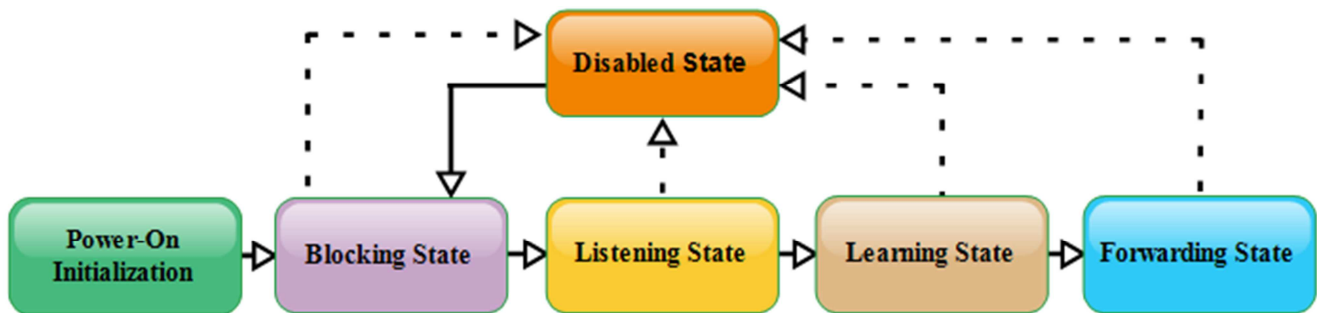 Disabled State
Power-On
Initialization
Blocking State
Listening State
Learning State
Forwarding State